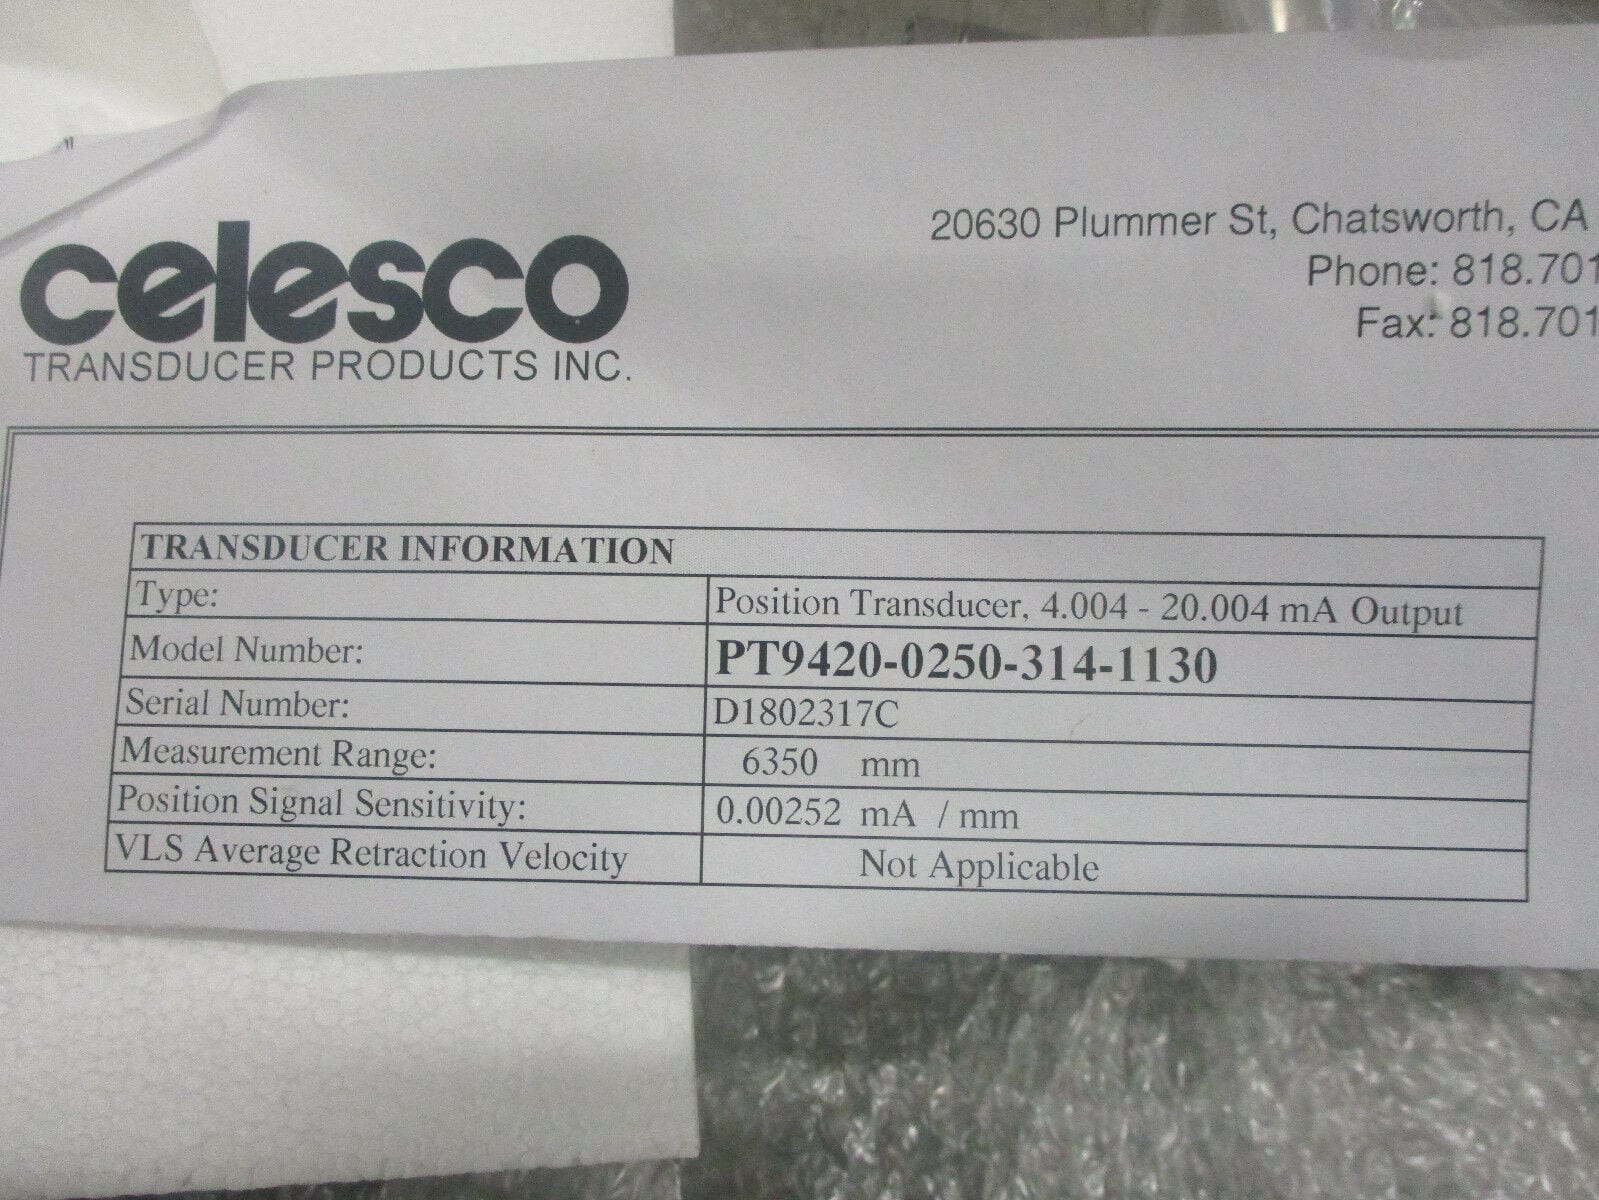 celesco
TRANSDUCER PRODUCTS INC.
20630 Plummer St, Chatsworth, CA
Phone: 818.701
Fax: 818.701
TRANSDUCER INFORMATION
Type: Position Transducer, 4.004 - 20.004 mA Output
Model Number: PT9420-0250-314-1130
Serial Number: D1802317C
Measurement Range: 6350 mm
Position Signal Sensitivity: 0.00252 mA / mm
VLS Average Retraction Velocity Not Applicable